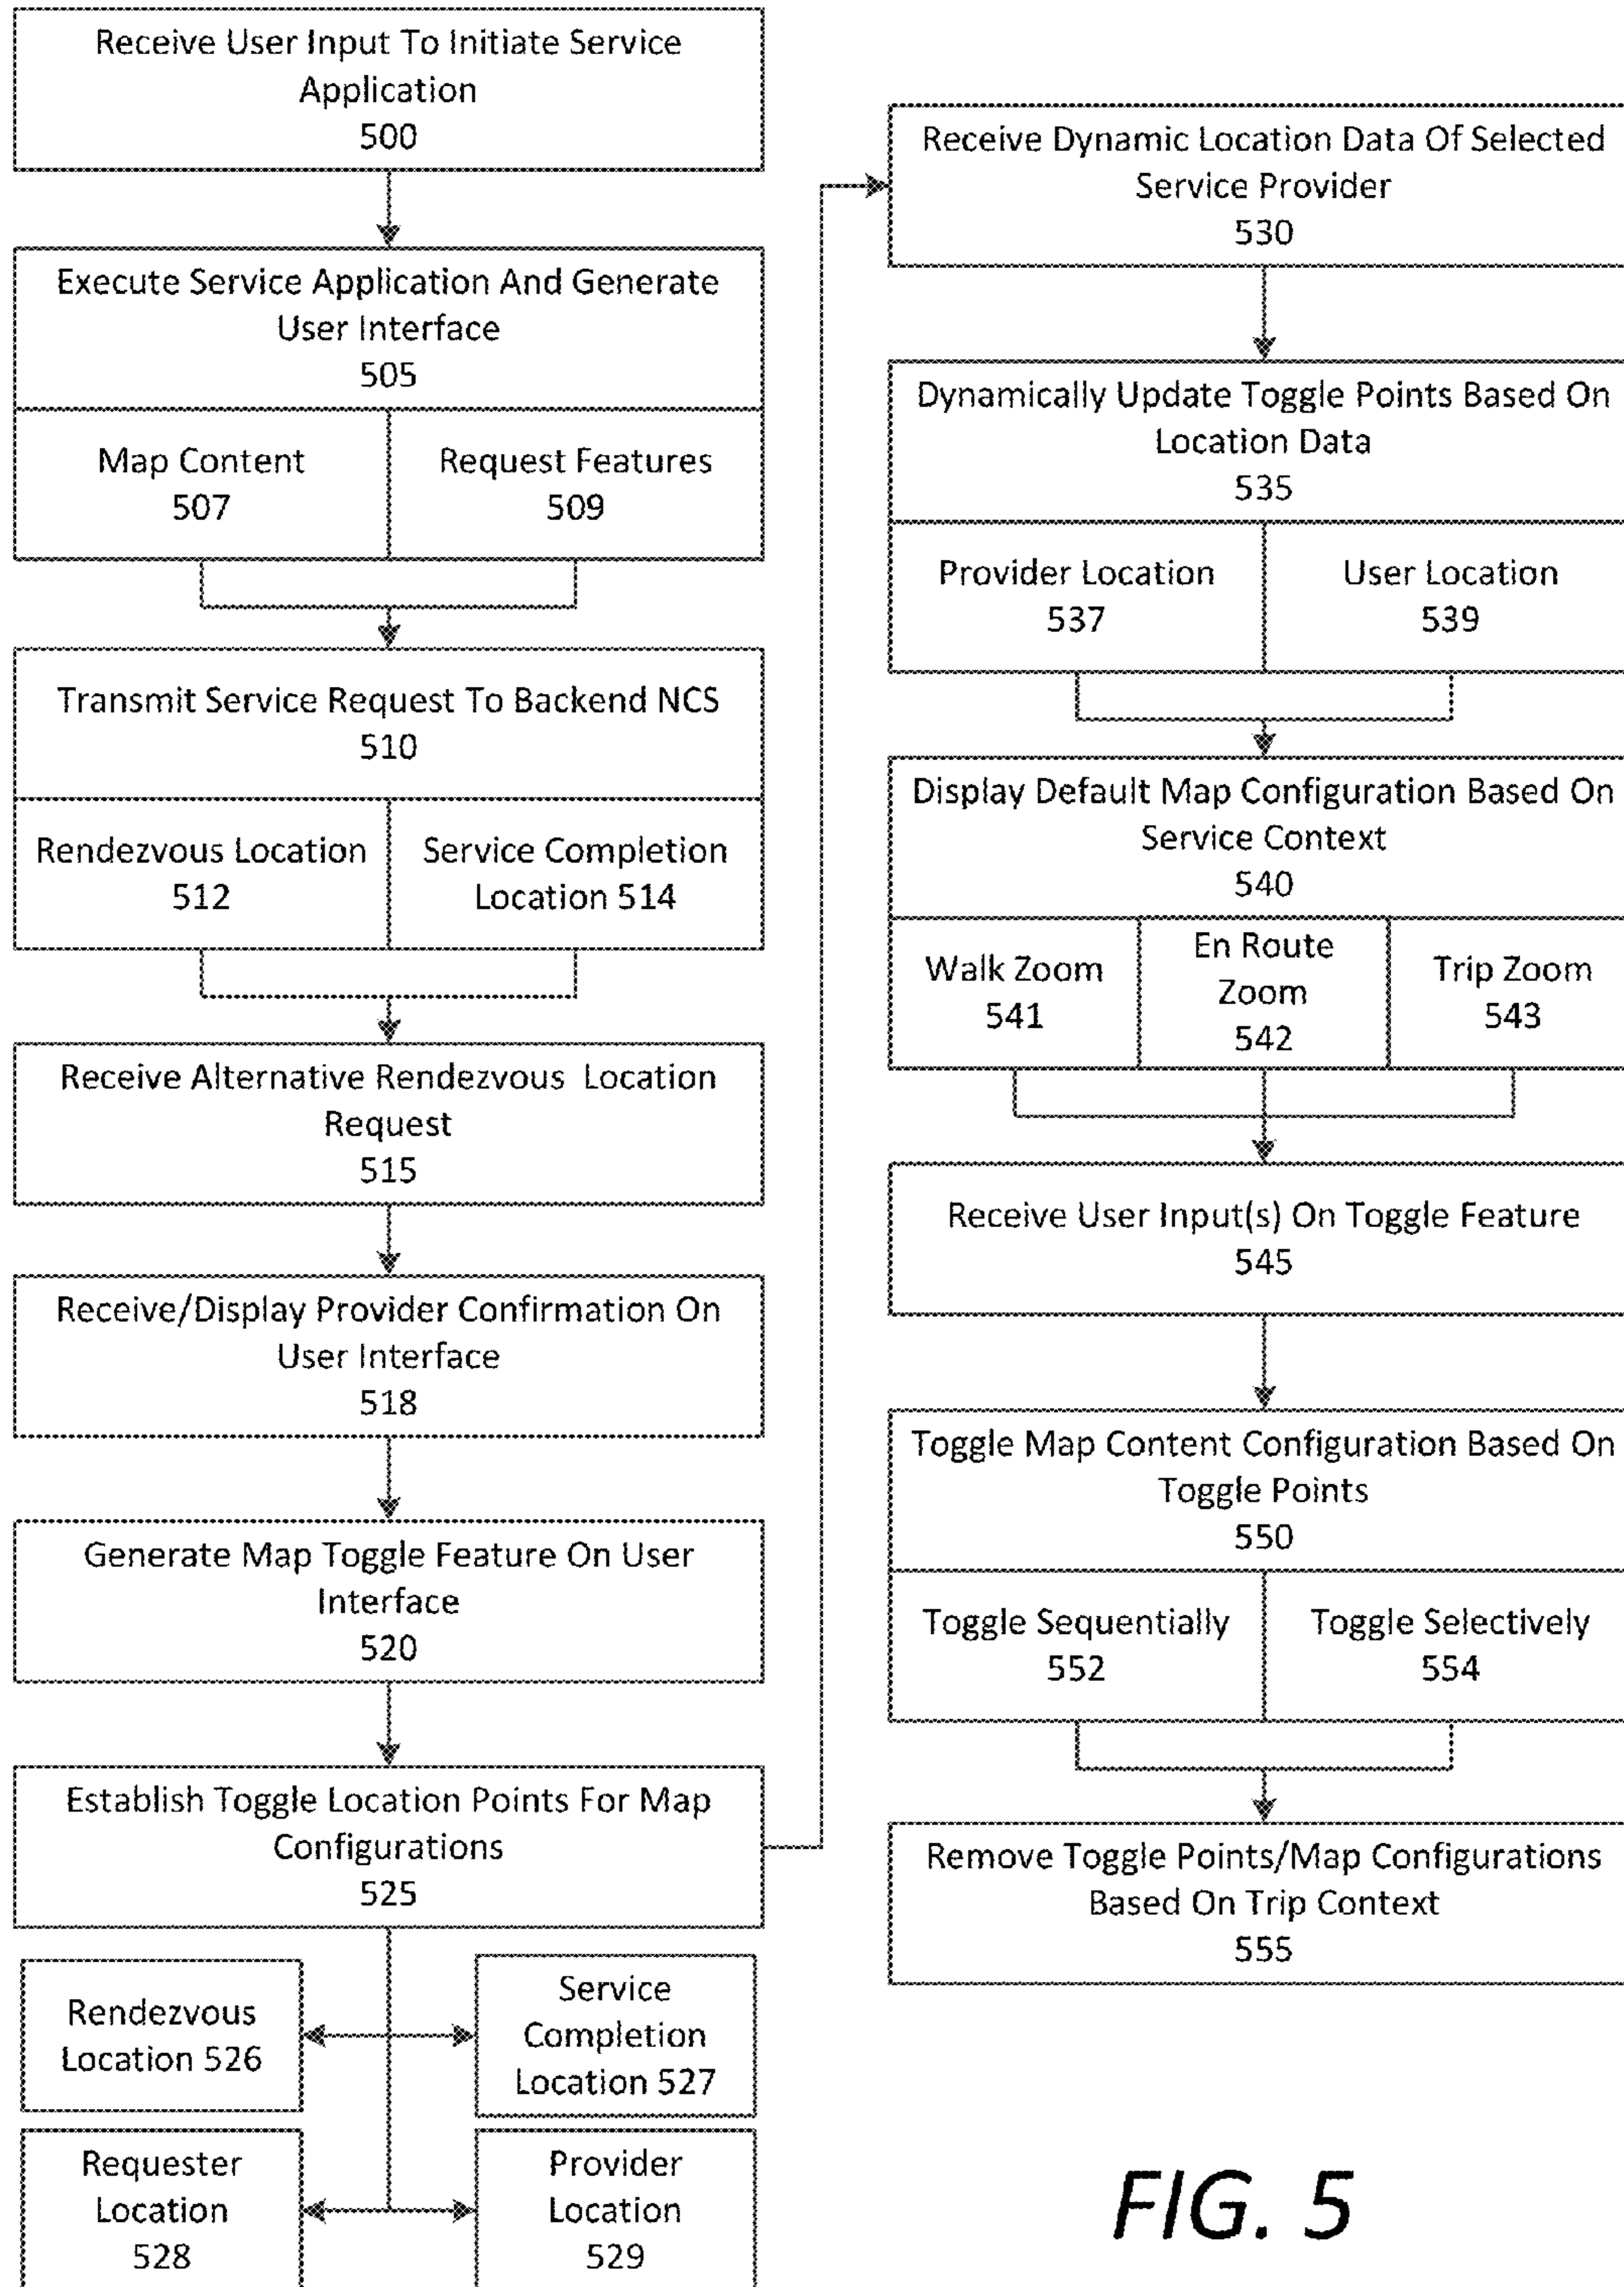 Receive User Input To Initiate Service
Application
500
Execute Service Application And Generate
User Interface
505
Map Content
507
Request Features
509
Transmit Service Request To Backend NCS
510
Rendezvous Location
512
Service Completion
Location 514
Receive Alternative Rendezvous Location
Request
515
Receive/Display Provider Confirmation On
User Interface
518
Generate Map Toggle Feature On User
Interface
520
Establish Toggle Location Points For Map
Configurations
525
Rendezvous
Location 526
Service
Completion
Location 527
Requester
Location
528
Provider
Location
529
Receive Dynamic Location Data Of Selected
Service Provider
530
Dynamically Update Toggle Points Based On
Location Data
535
Provider Location
537
User Location
539
Display Default Map Configuration Based On
Service Context
540
Walk Zoom
541
En Route
Zoom
542
Trip Zoom
543
Receive User Input(s) On Toggle Feature
545
Toggle Map Content Configuration Based On
Toggle Points
550
Toggle Sequentially
552
Toggle Selectively
554
Remove Toggle Points/Map Configurations
Based On Trip Context
555
FIG. 5